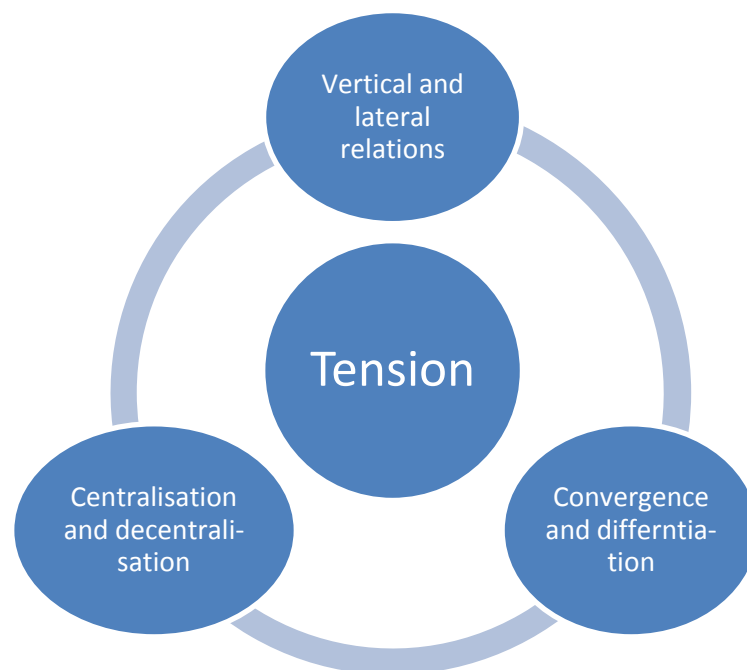 Vertical and
lateral
relations
Tension
Centralisation
and decentrali-
sation
Convergence
and differntia-
tion